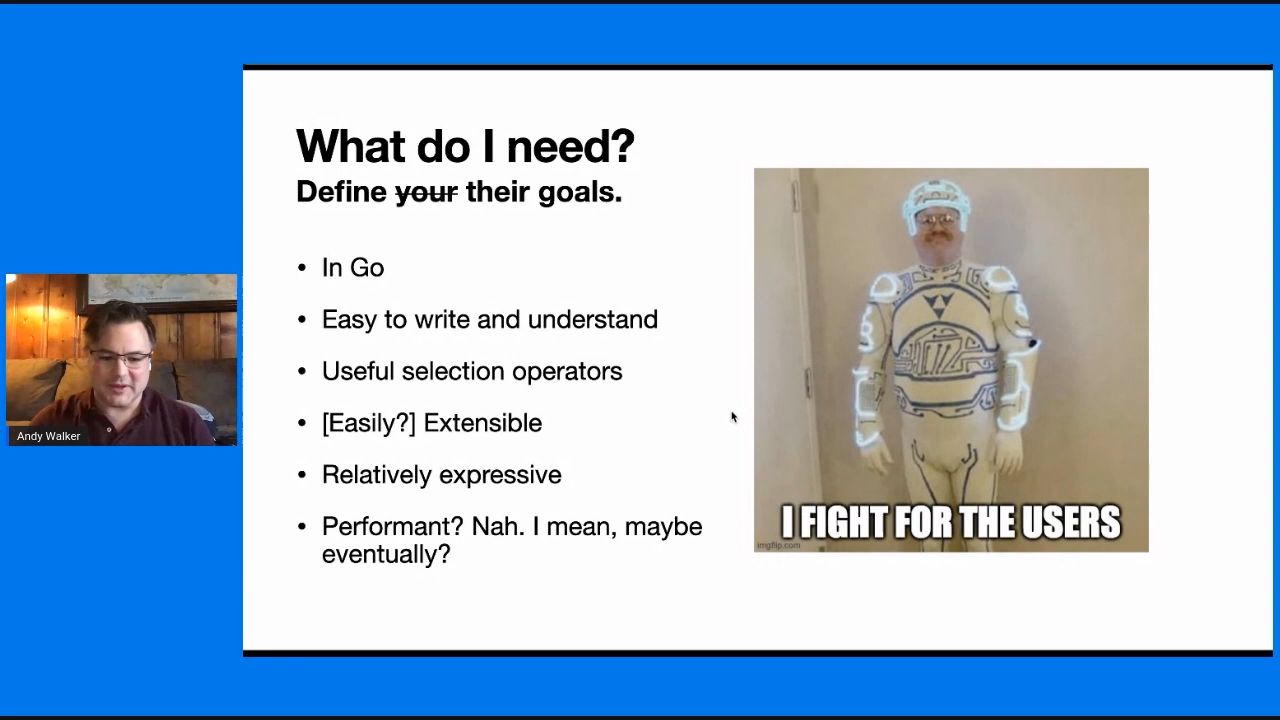 What do I need?
Define your their goals.
• In Go
• Easy to write and understand
• Useful selection operators
• [Easily?] Extensible
• Relatively expressive
• Performant? Nah. I mean, maybe
eventually?
I FIGHT FOR THE USERS
imgflip.com
Andy Walker